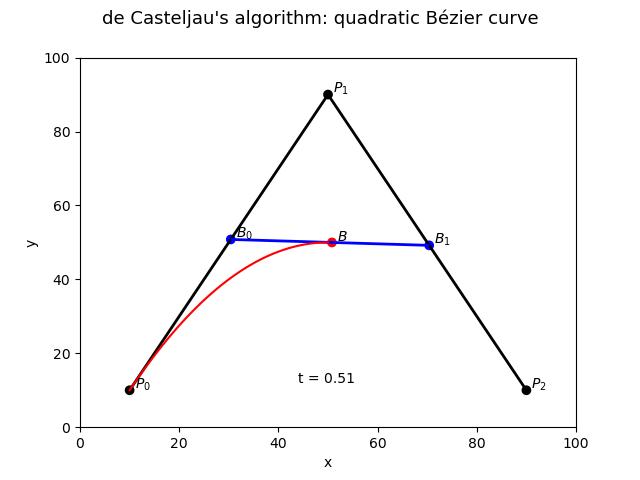 de Casteljau's algorithm: quadratic Bézier curve
100
P₁
80
60
B₀
B
B₁
y
40
20
P₀
t = 0.51
P₂
0
0 20 40 60 80 100
x